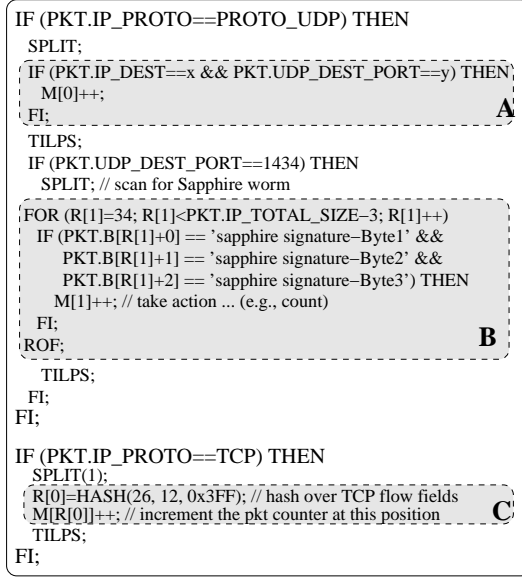 IF (PKT.IP_PROTO==PROTO_UDP) THEN
SPLIT;
IF (PKT.IP_DEST==x && PKT.UDP_DEST_PORT==y) THEN
M[0]++;
FI;
A
TILPS;
IF (PKT.UDP_DEST_PORT==1434) THEN
SPLIT; // scan for Sapphire worm
FOR (R[1]=34; R[1]<PKT.IP_TOTAL_SIZE−3; R[1]++)
IF (PKT.B[R[1]+0] == 'sapphire signature−Byte1' &&
PKT.B[R[1]+1] == 'sapphire signature−Byte2' &&
PKT.B[R[1]+2] == 'sapphire signature−Byte3') THEN
M[1]++; // take action ... (e.g., count)
FI;
ROF;
B
TILPS;
FI;
FI;
IF (PKT.IP_PROTO==TCP) THEN
SPLIT(1);
R[0]=HASH(26, 12, 0x3FF); // hash over TCP flow fields
M[R[0]]++; // increment the pkt counter at this position
C
TILPS;
FI;